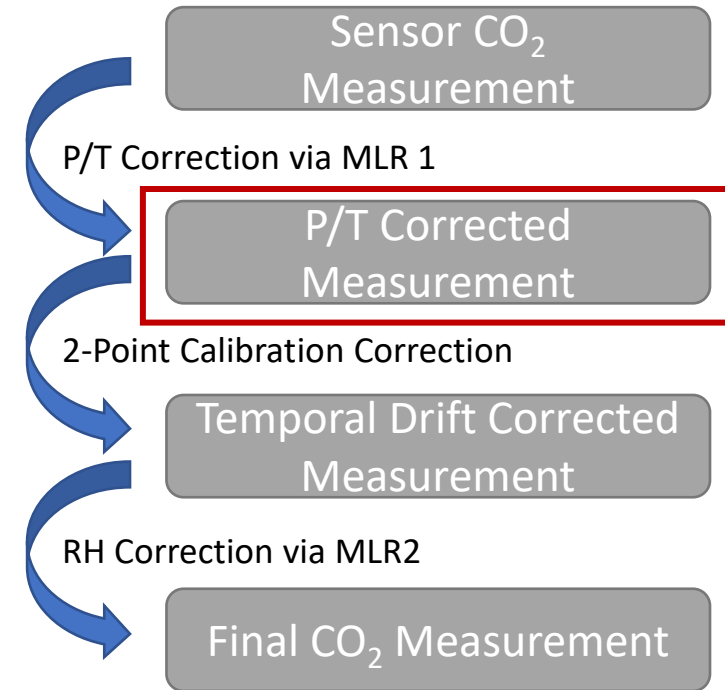 Sensor CO₂
Measurement
P/T Correction via MLR 1
P/T Corrected
Measurement
2-Point Calibration Correction
Temporal Drift Corrected
Measurement
RH Correction via MLR2
Final CO₂ Measurement